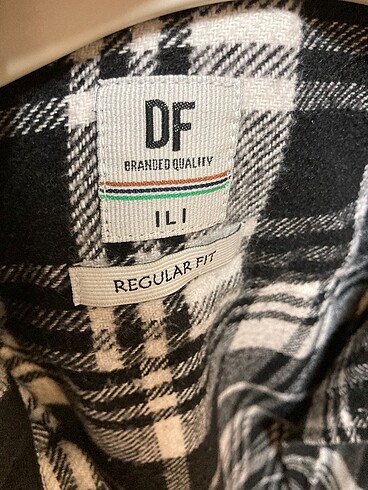 DF
BRANDED QUALITY
|L|
REGULAR FIT